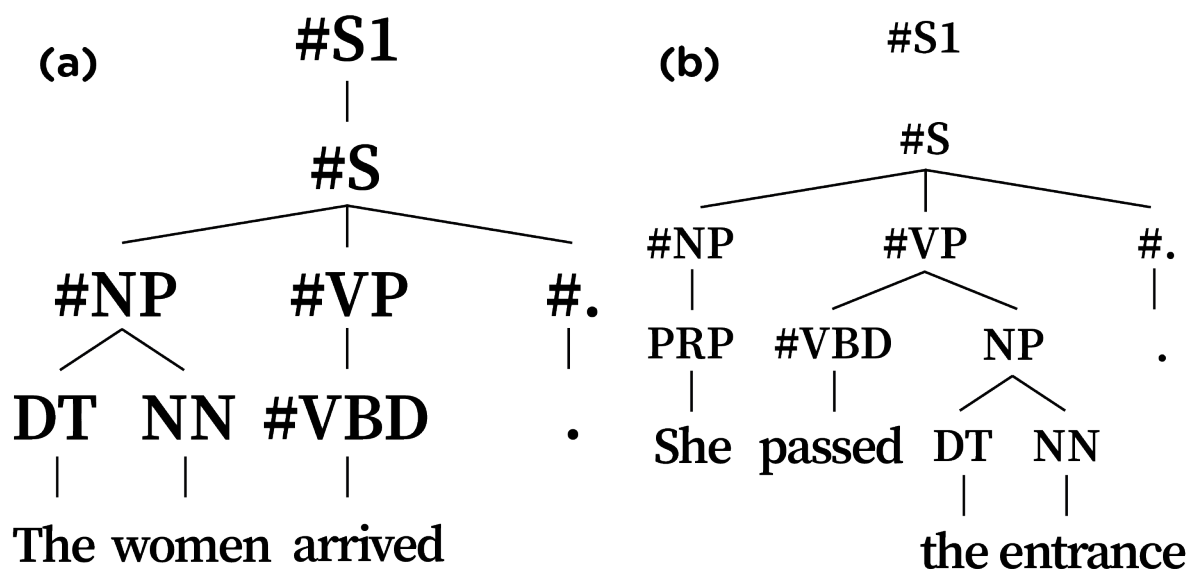 (a)
#S1
#S
#NP #VP #.
DT NN #VBD .
The women arrived
(b)
#S1
#S
#NP #VP #.
PRP #VBD NP .
She passed DT NN
the entrance